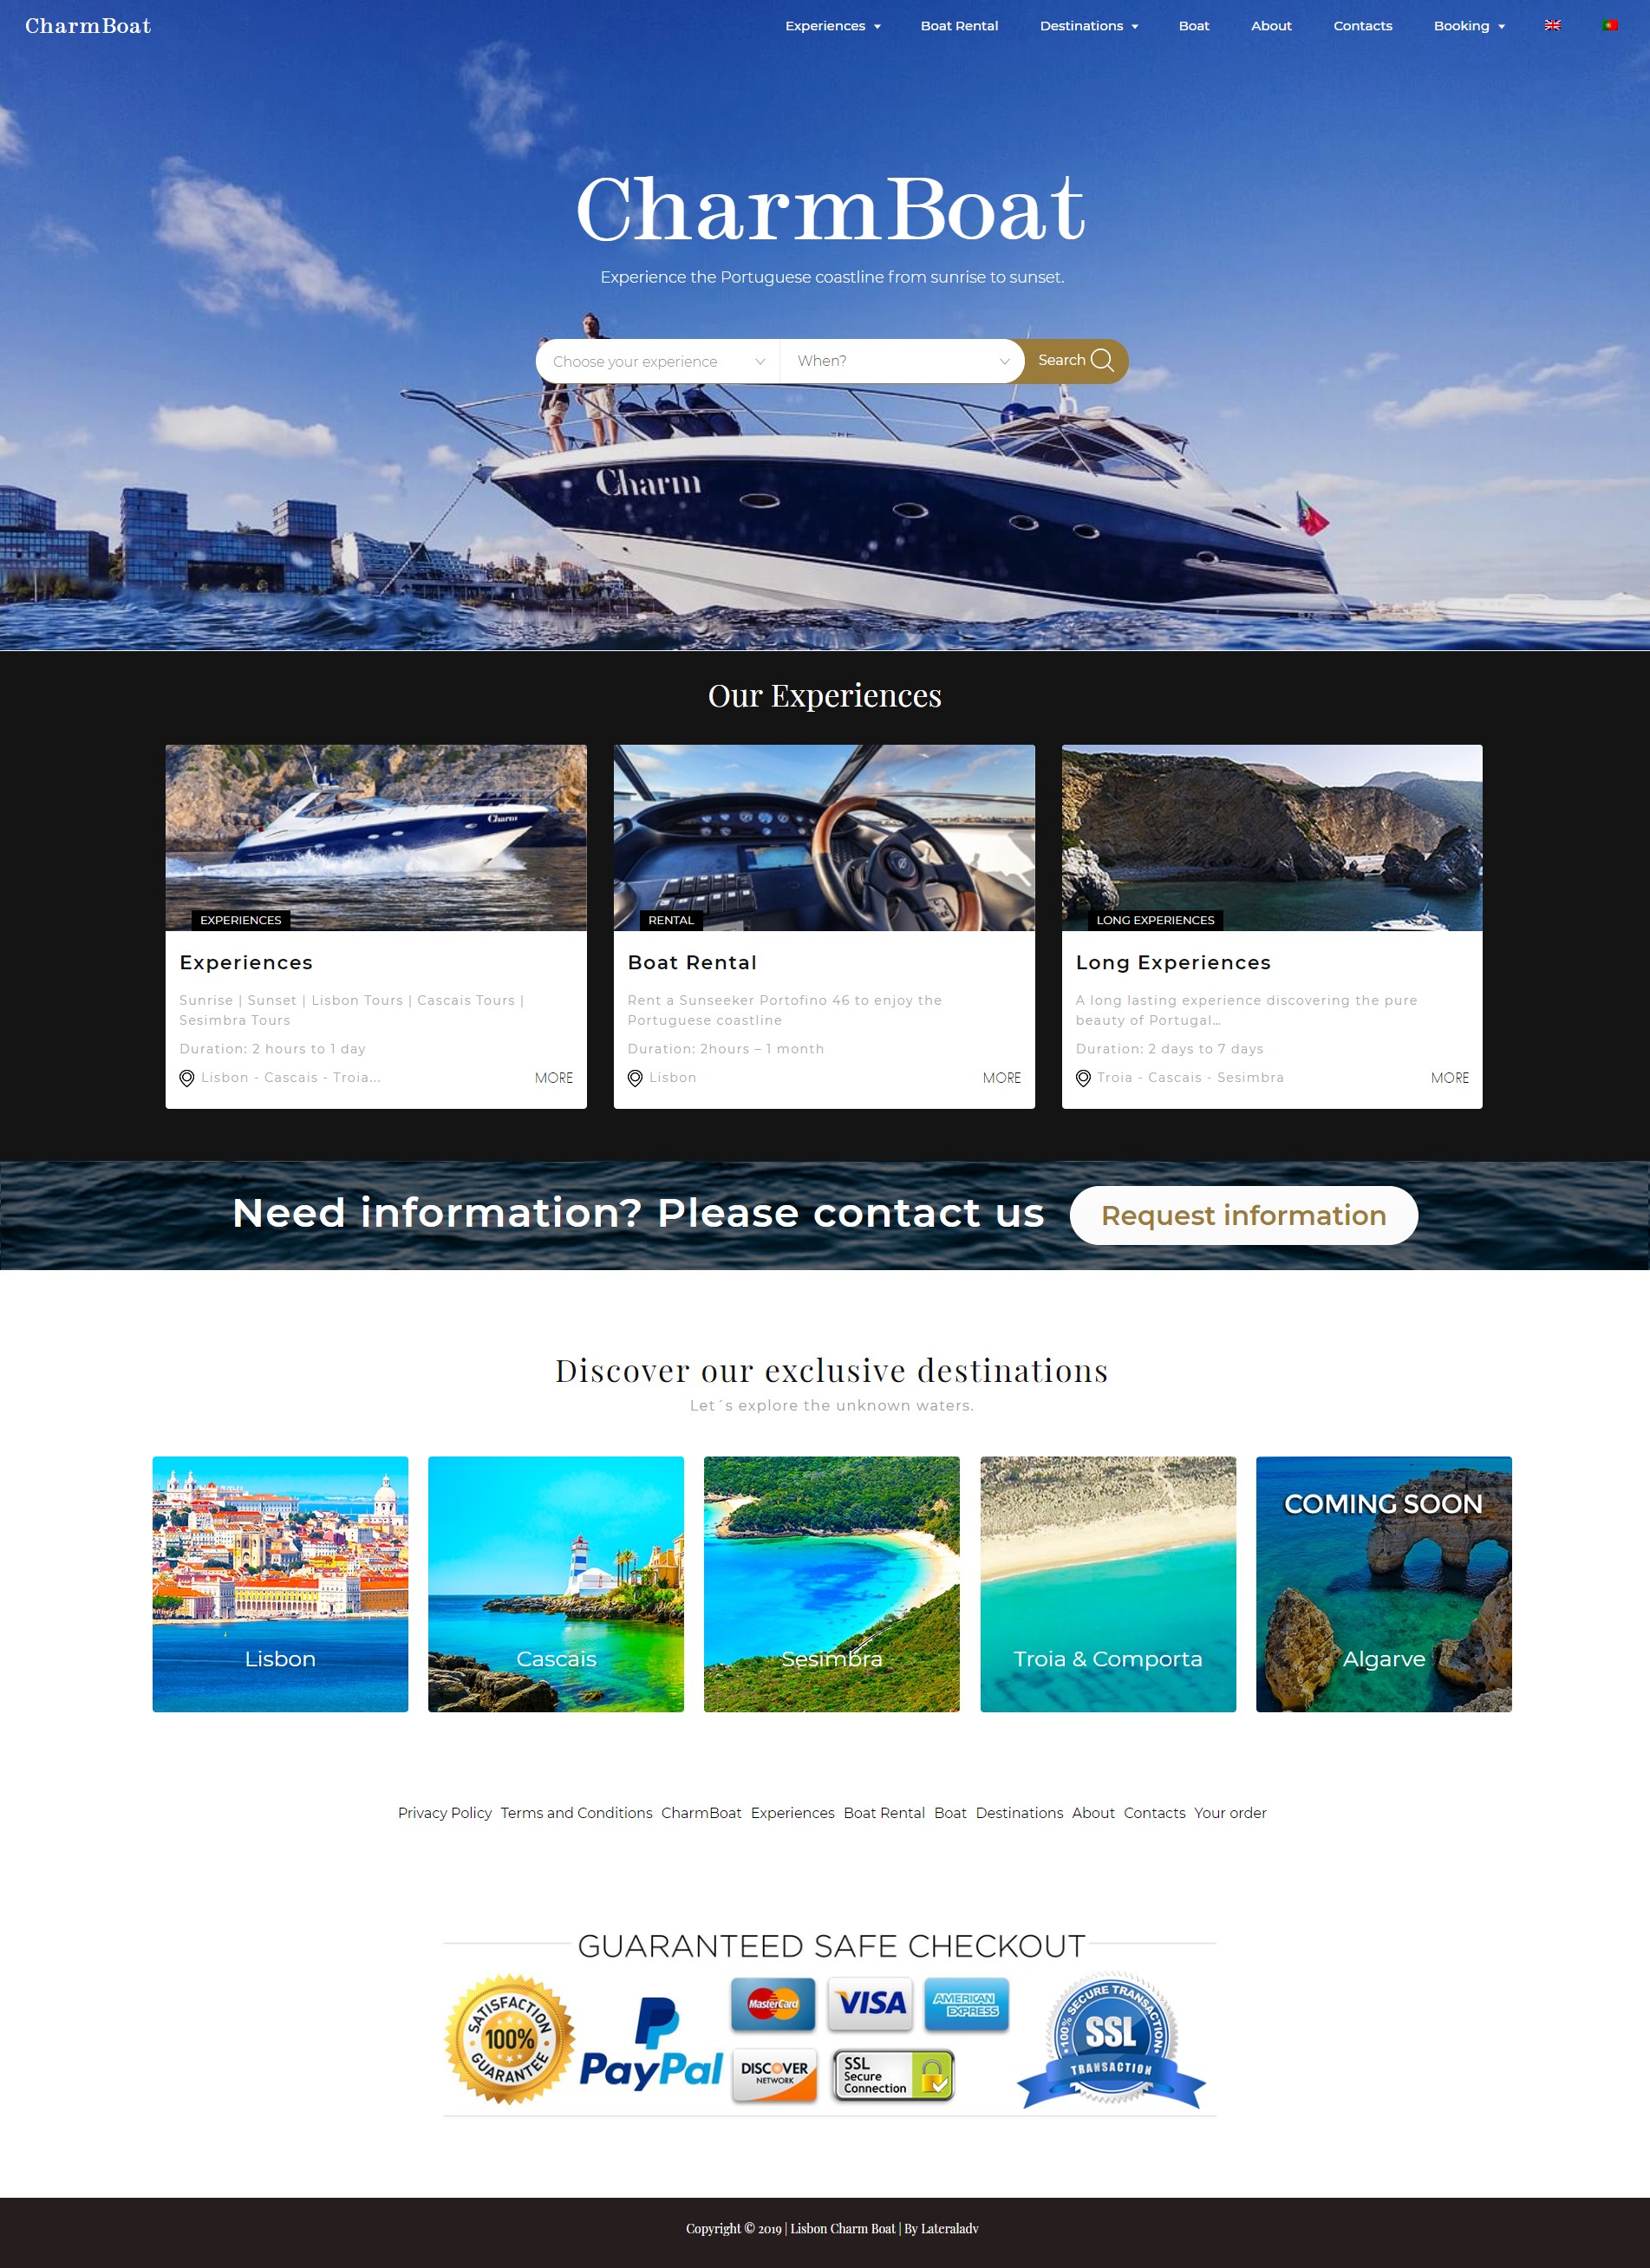 CharmBoat
Experiences
Boat Rental
Destinations
Boat
About
Contacts
Booking
CharmBoat
Experience the Portuguese coastline from sunrise to sunset.
Choose your experience
When?
Search
Charm
Our Experiences
Charm
EXPERIENCES
Experiences
Sunrise | Sunset | Lisbon Tours | Cascais Tours |
Sesimbra Tours
Duration: 2 hours to 1 day
Lisbon - Cascais - Troia...
MORE
RENTAL
Boat Rental
Rent a Sunseeker Portofino 46 to enjoy the
Portuguese coastline
Duration: 2hours – 1 month
Lisbon
MORE
LONG EXPERIENCES
Long Experiences
A long lasting experience discovering the pure
beauty of Portugal...
Duration: 2 days to 7 days
Troia - Cascais - Sesimbra
MORE
Need information? Please contact us
Request information
Discover our exclusive destinations
Let´s explore the unknown waters.
Lisbon
Cascais
Sesimbra
Troia & Comporta
COMING SOON
Algarve
Privacy Policy Terms and Conditions CharmBoat Experiences Boat Rental Boat Destinations About Contacts Your order
GUARANTEED SAFE CHECKOUT
SATISFACTION
100%
GUARANTEE
PayPal
MasterCard
VISA
AMERICAN
EXPRESS
DISCOVER
NETWORK
SSL
Secure
Connection
100% SECURE TRANSACTION
SSL
TRANSACTION
Copyright © 2019 | Lisbon Charm Boat | By Lateralady